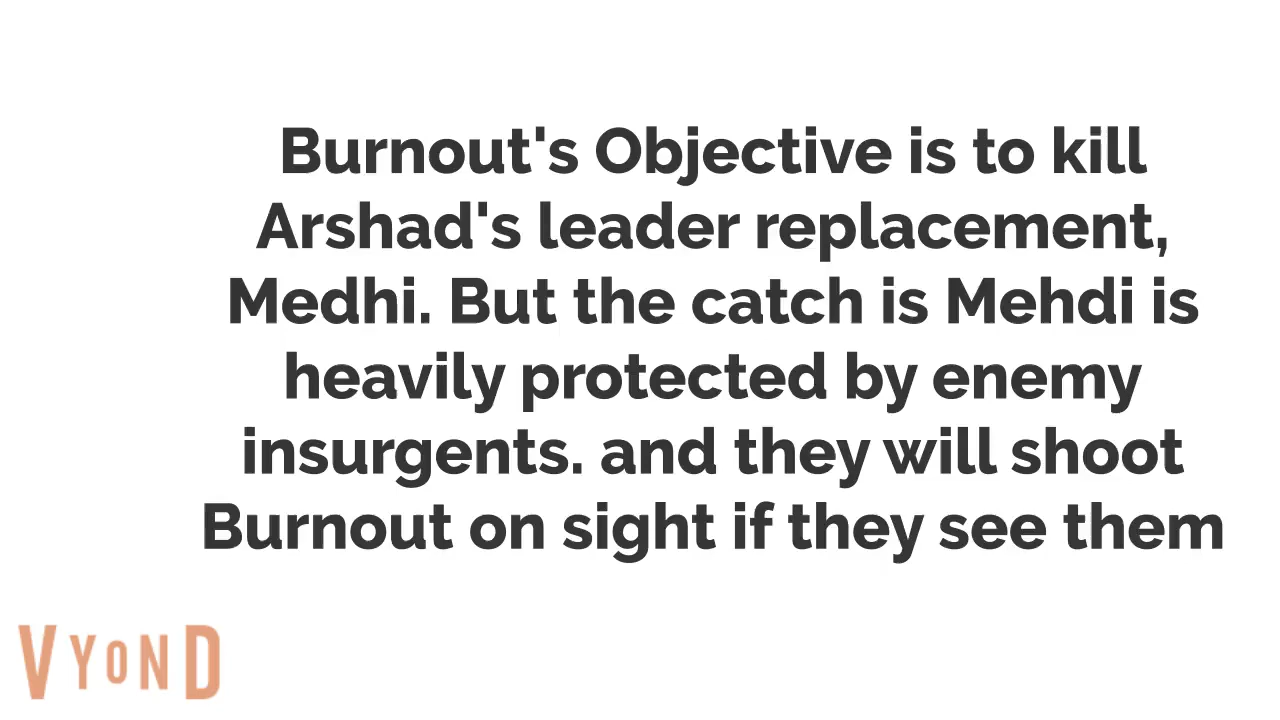 Burnout's Objective is to kill
Arshad's leader replacement,
Medhi. But the catch is Mehdi is
heavily protected by enemy
insurgents. and they will shoot
Burnout on sight if they see them
VYOND